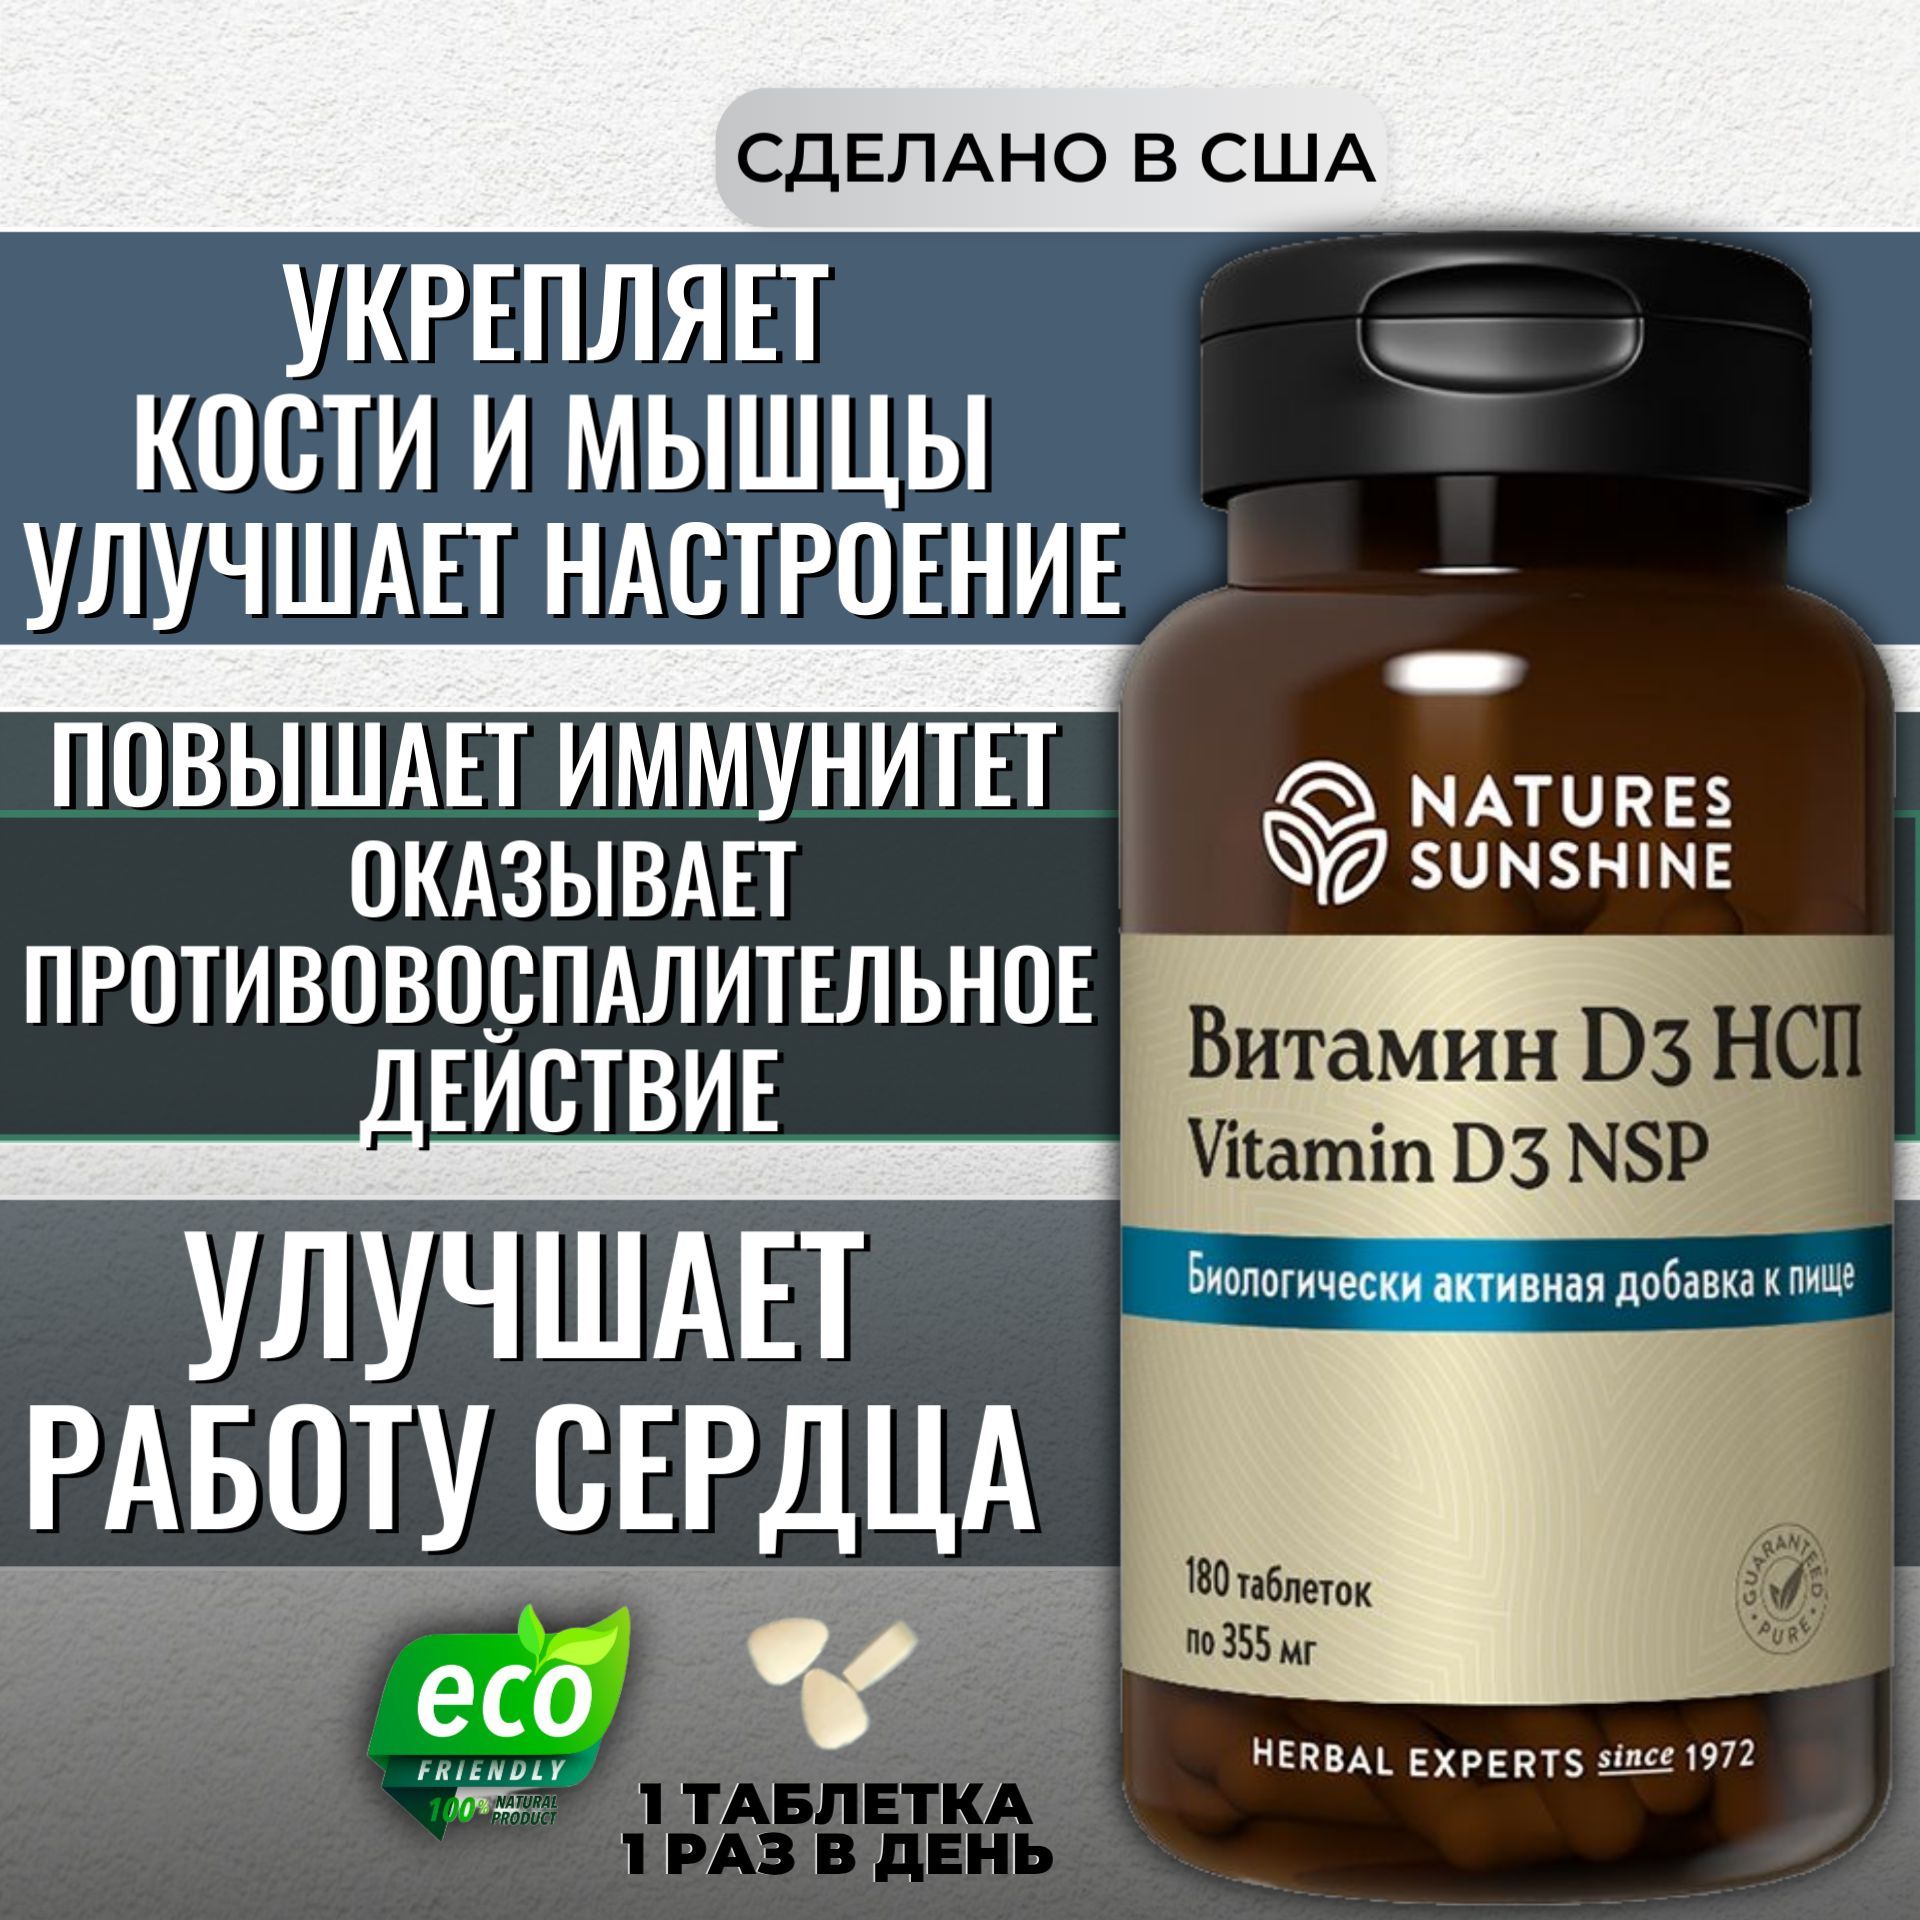 СДЕЛАНО В США
УКРЕПЛЯЕТ
КОСТИ И МЫШЦЫ
УЛУЧШАЕТ НАСТРОЕНИЕ
ПОВЫШАЕТ ИММУНИТЕТ
ОКАЗЫВАЕТ
ПРОТИВОВОСПАЛИТЕЛЬНОЕ
ДЕЙСТВИЕ
УЛУЧШАЕТ
РАБОТУ СЕРДЦА
eco
FRIENDLY
100% NATURAL
PRODUCT
1 ТАБЛЕТКА
1 РАЗ В ДЕНЬ
NATURES
SUNSHINE
Витамин D3 НСП
Vitamin D3 NSP
Биологически активная добавка к пище
180 таблеток
по 355 мг
GUARANTEED
PURE
HERBAL EXPERTS since 1972